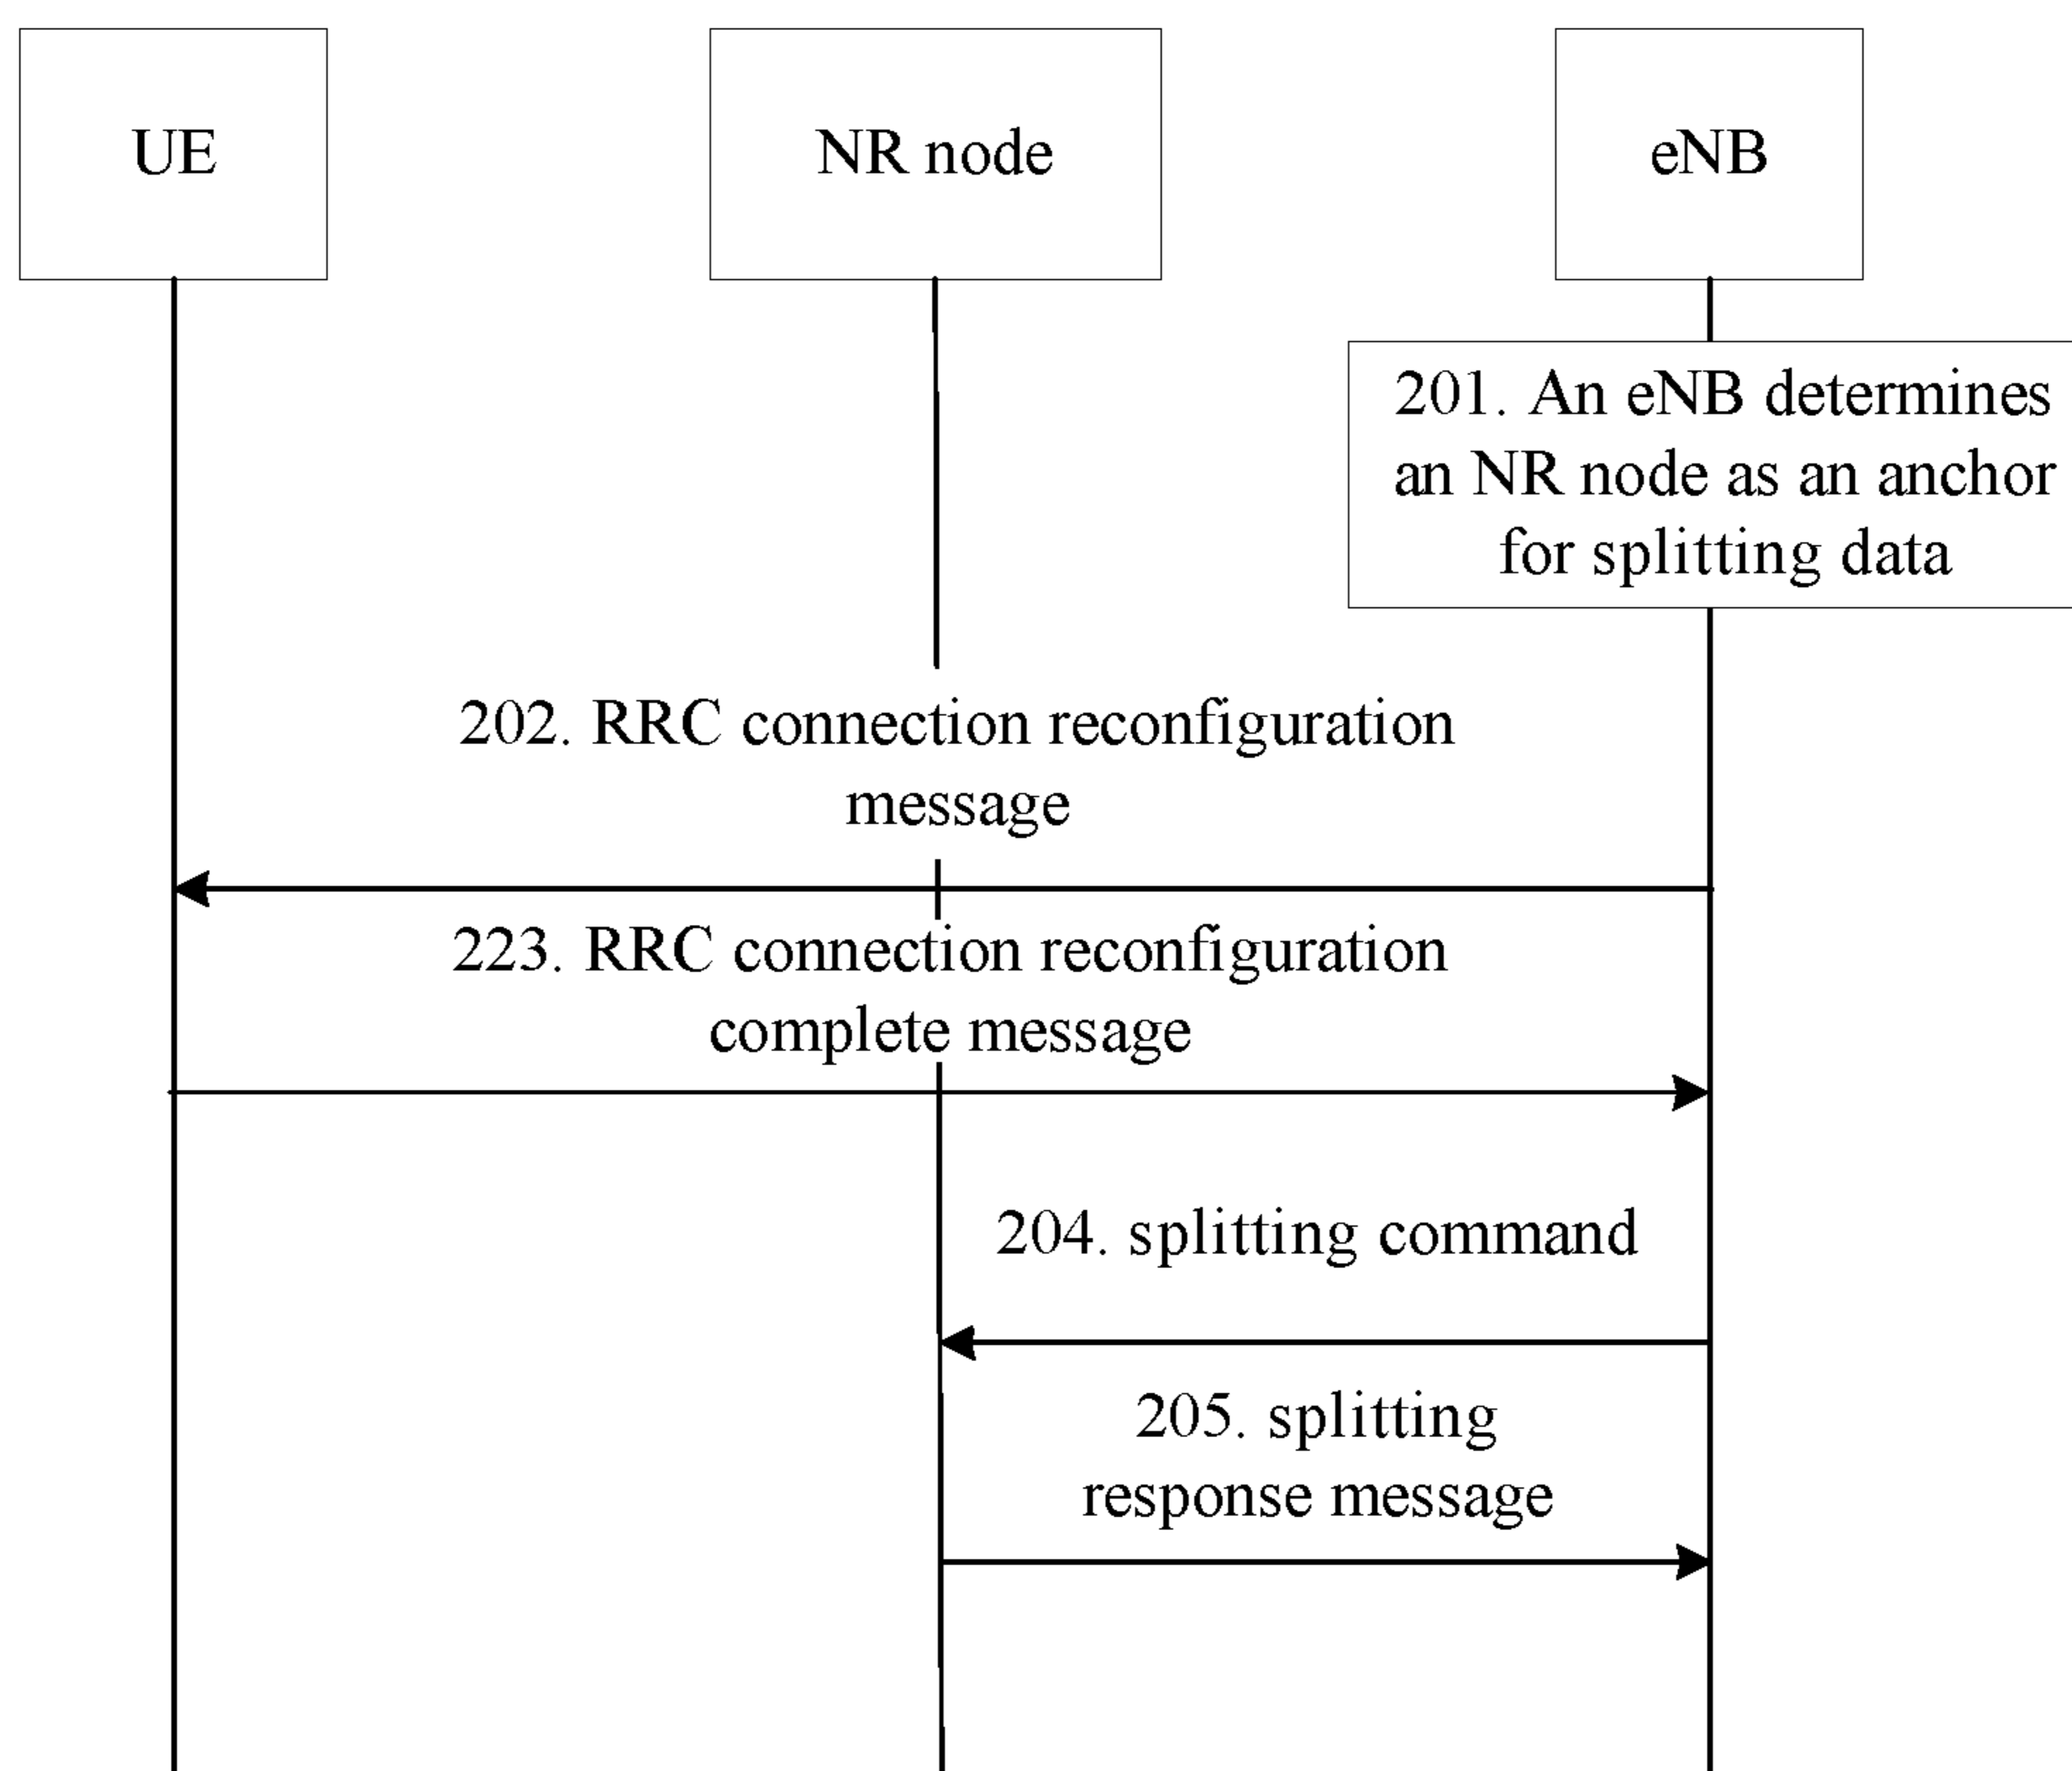 UE
NR node
eNB
201. An eNB determines
an NR node as an anchor
for splitting data
202. RRC connection reconfiguration
message
223. RRC connection reconfiguration
complete message
204. splitting command
205. splitting
response message